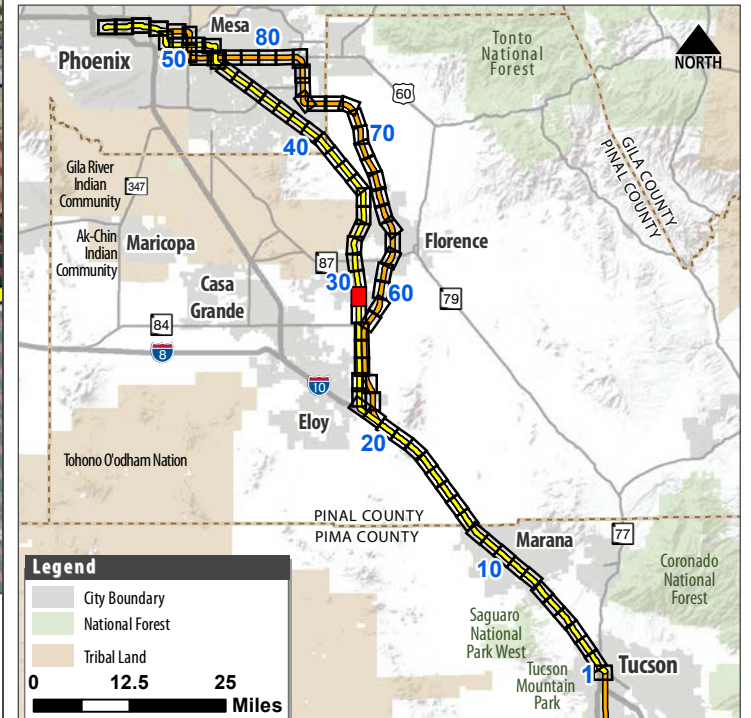 Mesa
80
Tonto
National
Forest
NORTH
Phoenix
50
60
70
40
GILA COUNTY
PINAL COUNTY
Gila River
Indian
Community
347
Ak-Chin
Indian
Community
Maricopa
87
Florence
Casa
Grande
30
60
79
84
8
10
Eloy
20
Tohono O'odham Nation
PINAL COUNTY
PIMA COUNTY
Marana
77
10
Coronado
National
Forest
Saguaro
National
Park West
Tucson
Mountain
Park
1
Tucson
Legend
City Boundary
National Forest
Tribal Land
0 12.5 25
Miles